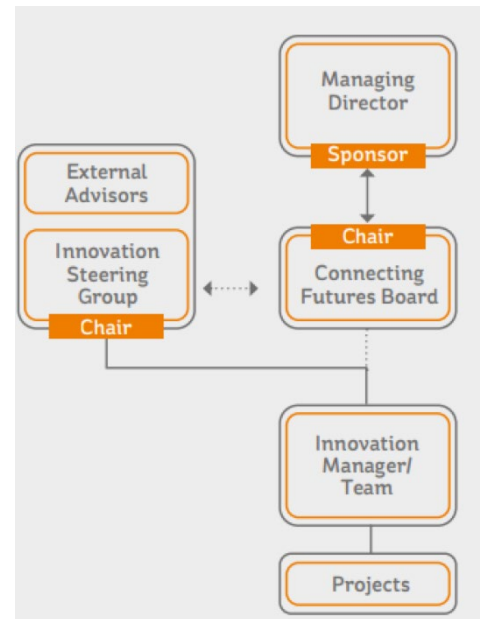 Managing
Director
Sponsor
External
Advisors
Innovation
Steering
Group
Chair
Chair
Connecting
Futures Board
Innovation
Manager/
Team
Projects